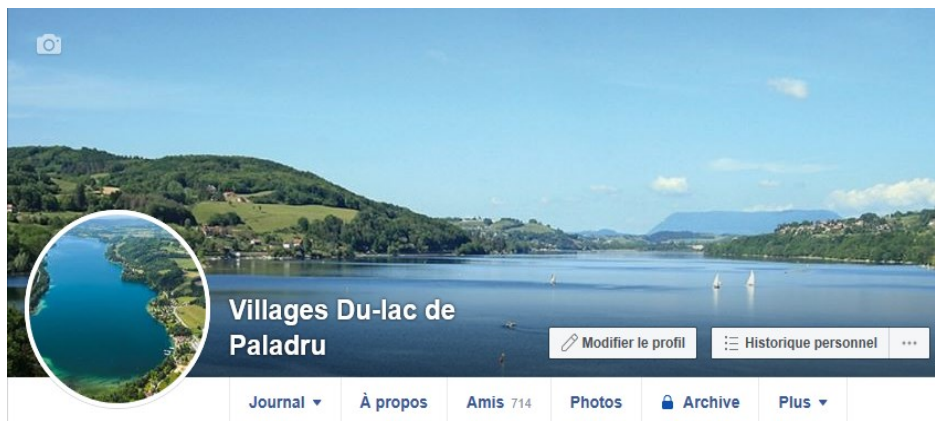 Villages Du-lac de
Paladru
Modifier le profil
Historique personnel
Journal
À propos
Amis 714
Photos
Archive
Plus